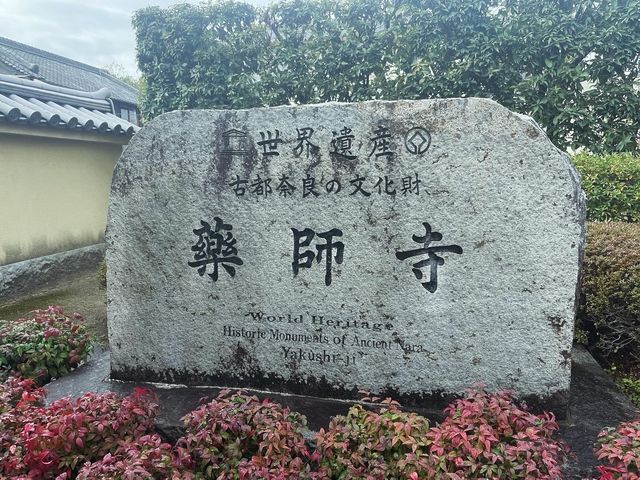 世界遺産
古都奈良の文化財
藥師寺
World Heritage
Historic Monuments of Ancient Nara
Yakushi-ji